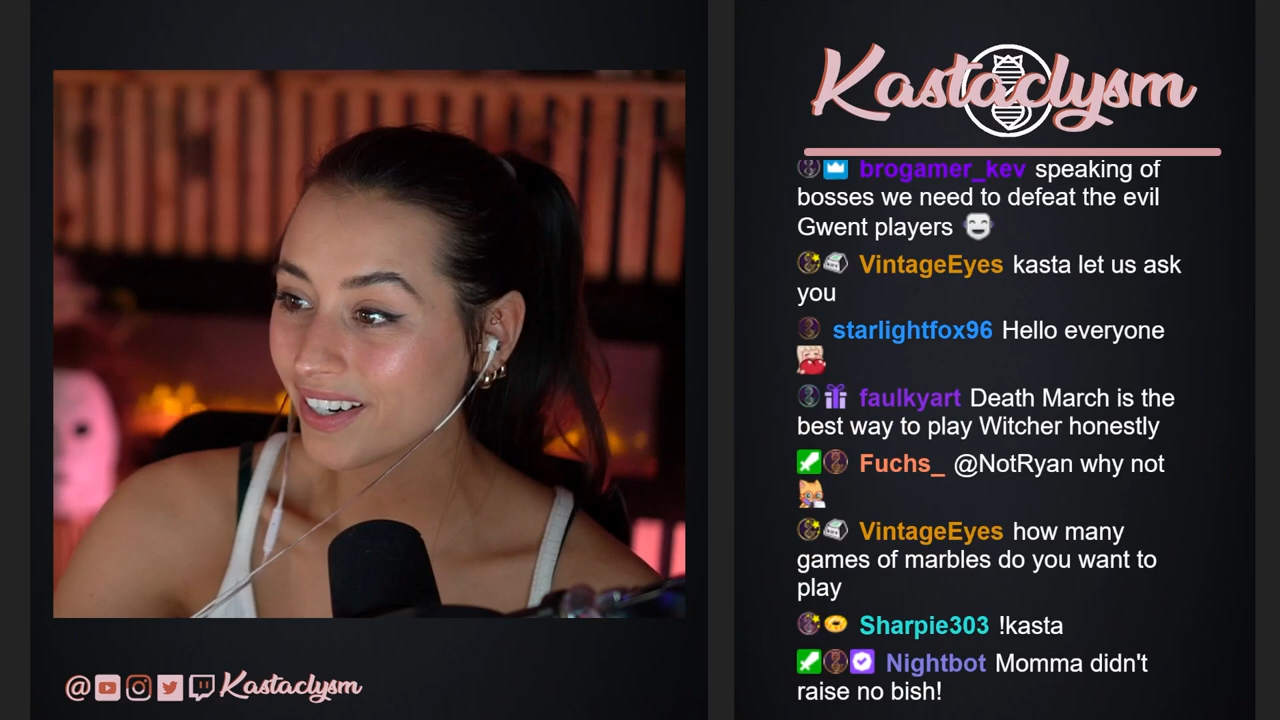 Kastaclysm
brogamer_kev speaking of
bosses we need to defeat the evil
Gwent players
VintageEyes kasta let us ask
you
starlightfox96 Hello everyone
faulkyart Death March is the
best way to play Witcher honestly
Fuchs_ @NotRyan why not
VintageEyes how many
games of marbles do you want to
play
Sharpie303 !kasta
Nightbot Momma didn't
raise no bish!
@ Kastaclysm